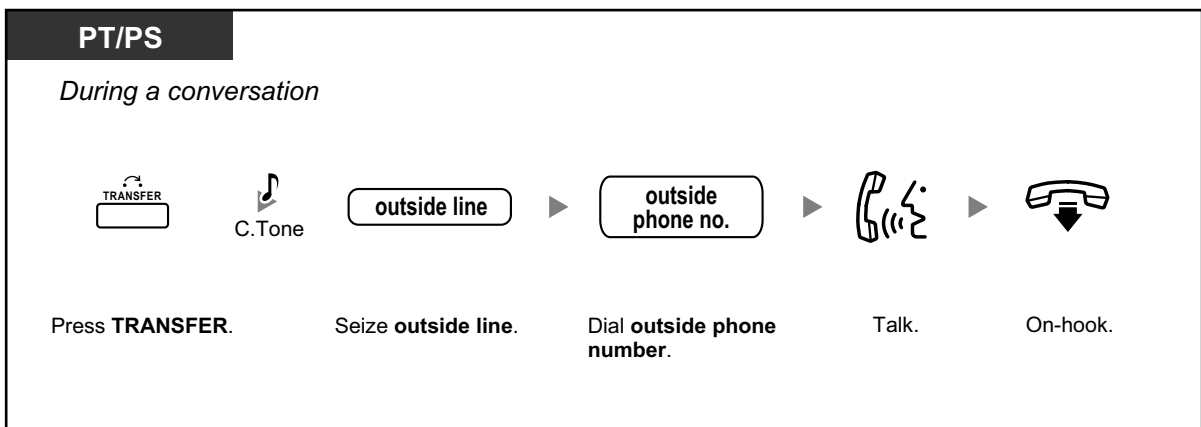 PT/PS
During a conversation
TRANSFER
C.Tone
outside line
outside
phone no.
Press TRANSFER.
Seize outside line.
Dial outside phone
number.
Talk.
On-hook.